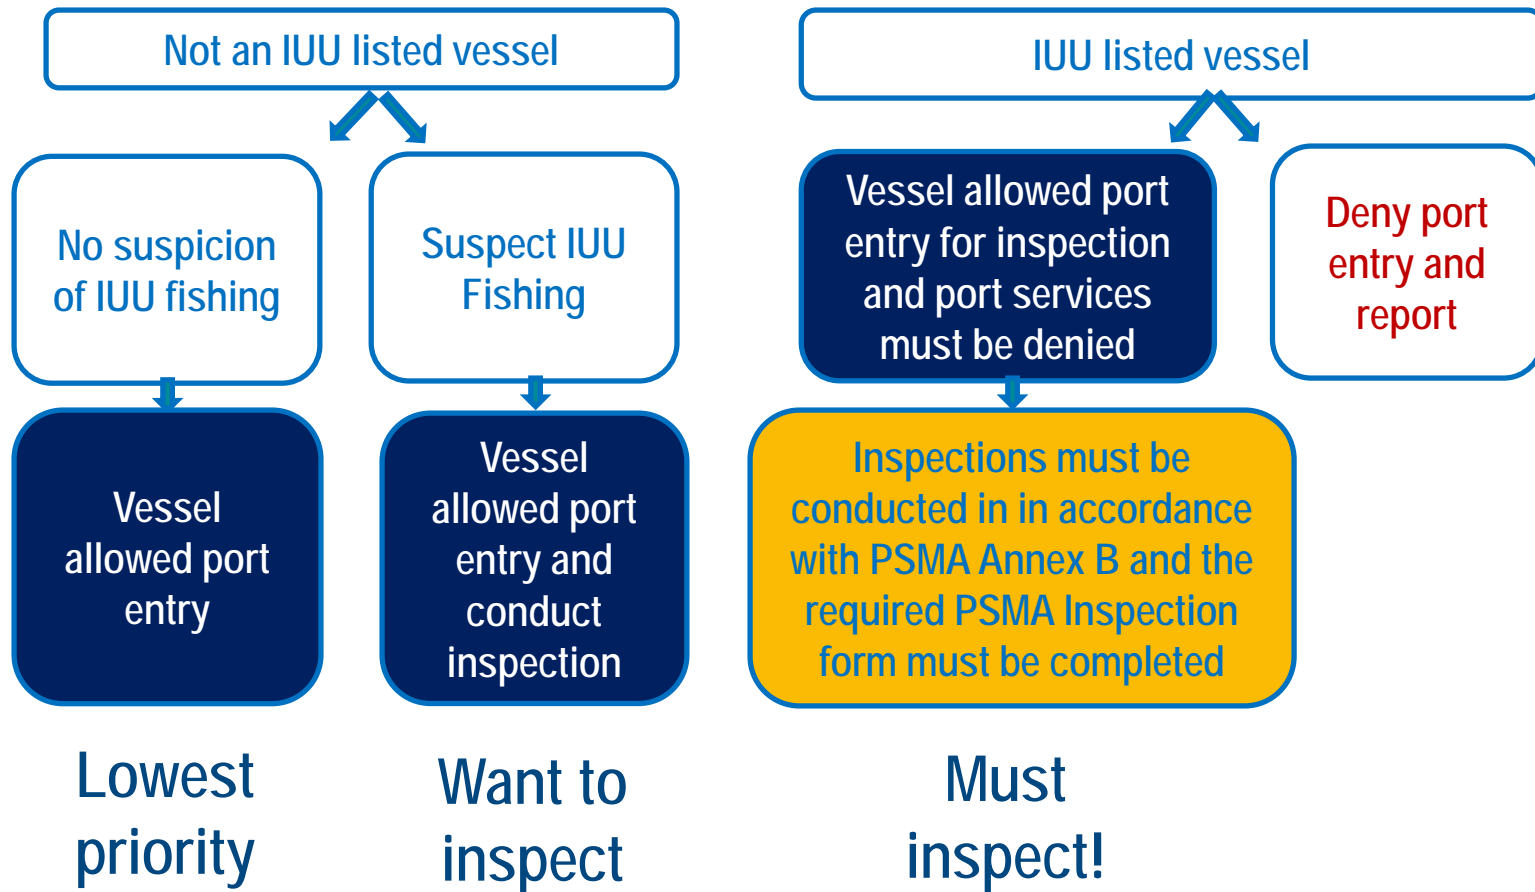 Not an IUU listed vessel
IUU listed vessel
No suspicion
of IUU fishing
Suspect IUU
Fishing
Vessel allowed port
entry for inspection
and port services
must be denied
Deny port
entry and
report
Vessel
allowed port
entry
Vessel
allowed port
entry and
conduct
inspection
Inspections must be
conducted in in accordance
with PSMA Annex B and the
required PSMA Inspection
form must be completed
Lowest
priority
Want to
inspect
Must
inspect!